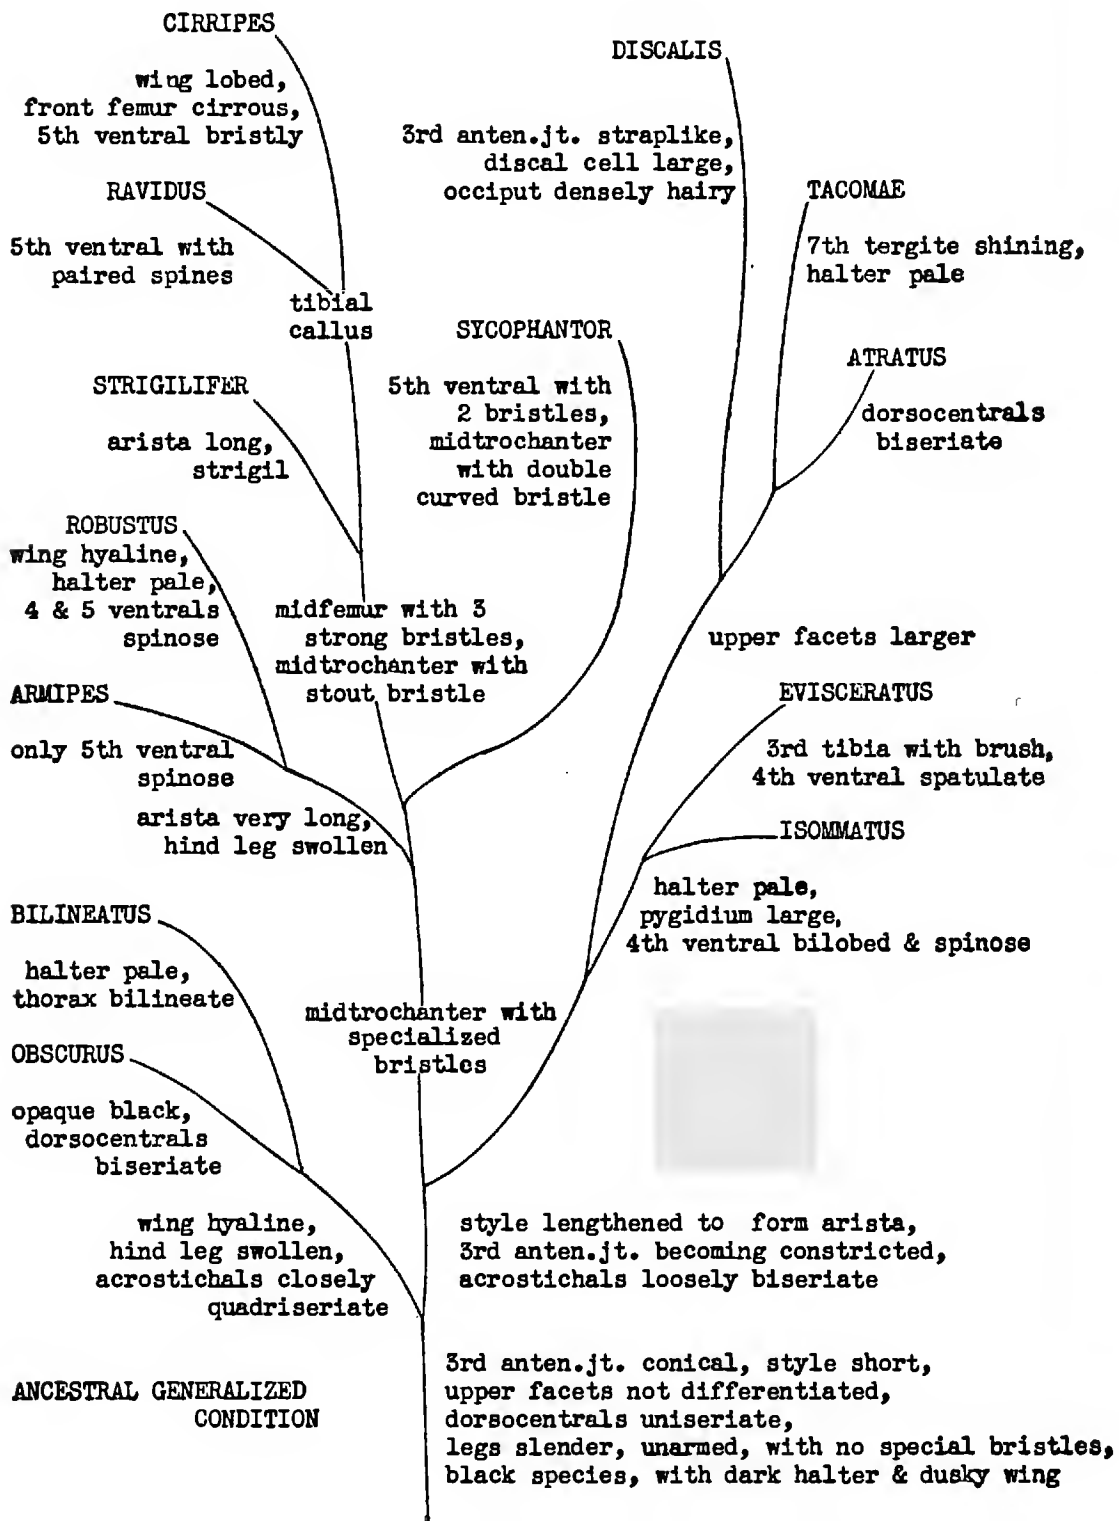 CIRRIPES
wing lobed,
front femur cirrous,
5th ventral bristly
RAVIDUS
5th ventral with
paired spines
tibial
callus
STRIGILIFER
arista long,
strigil
ROBUSTUS
wing hyaline,
halter pale,
4 & 5 ventrals
spinose
midfemur with 3
strong bristles,
midtrochanter with
stout bristle
ARMIPES
only 5th ventral
spinose
arista very long,
hind leg swollen
BILINEATUS
halter pale,
thorax bilineate
OBSCURUS
opaque black,
dorsocentrals
biseriate
midtrochanter with
specialized
bristles
wing hyaline,
hind leg swollen,
acrostichals closely
quadriseriate
SYCOPHANTOR
5th ventral with
2 bristles,
midtrochanter
with double
curved bristle
DISCALIS
3rd anten.jt. straplike,
discal cell large,
occiput densely hairy
TACOMAE
7th tergite shining,
halter pale
ATRATUS
dorsocentrals
biseriate
upper facets larger
EVISCERATUS
3rd tibia with brush,
4th ventral spatulate
ISOMMATUS
halter pale,
pygidium large,
4th ventral bilobed & spinose
style lengthened to form arista,
3rd anten.jt. becoming constricted,
acrostichals loosely biseriate
ANCESTRAL GENERALIZED
CONDITION
3rd anten.jt. conical, style short,
upper facets not differentiated,
dorsocentrals uniseriate,
legs slender, unarmed, with no special bristles,
black species, with dark halter & dusky wing